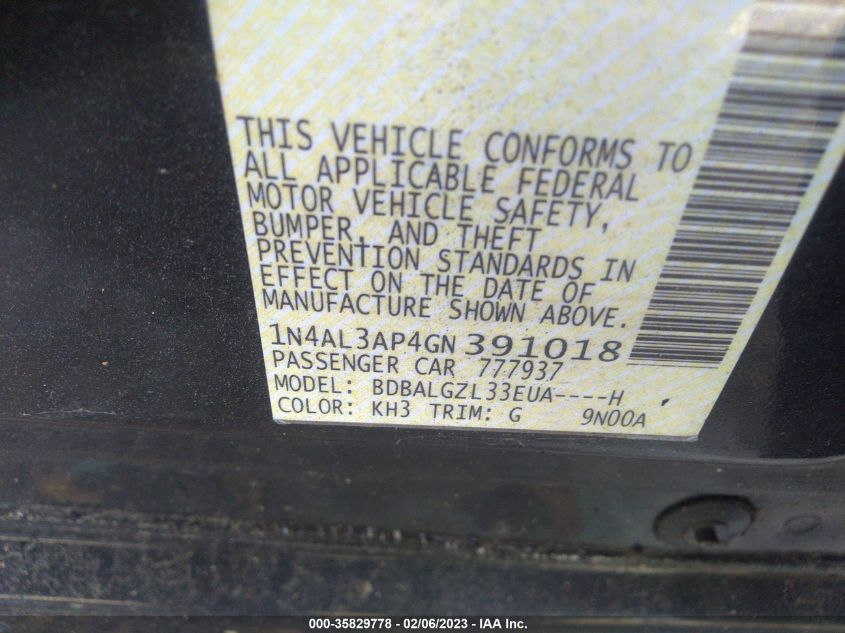 THIS VEHICLE CONFORMS TO
ALL APPLICABLE FEDERAL
MOTOR VEHICLE SAFETY,
BUMPER, AND THEFT
PREVENTION STANDARDS IN
EFFECT ON THE DATE OF
MANUFACTURE SHOWN ABOVE.
1N4AL3AP4GN391018
PASSENGER CAR 777937
MODEL: BDBALGZL33EUA----H
COLOR: KH3 TRIM: G 9N00A
000-35829778 - 02/06/2023 - IAA Inc.